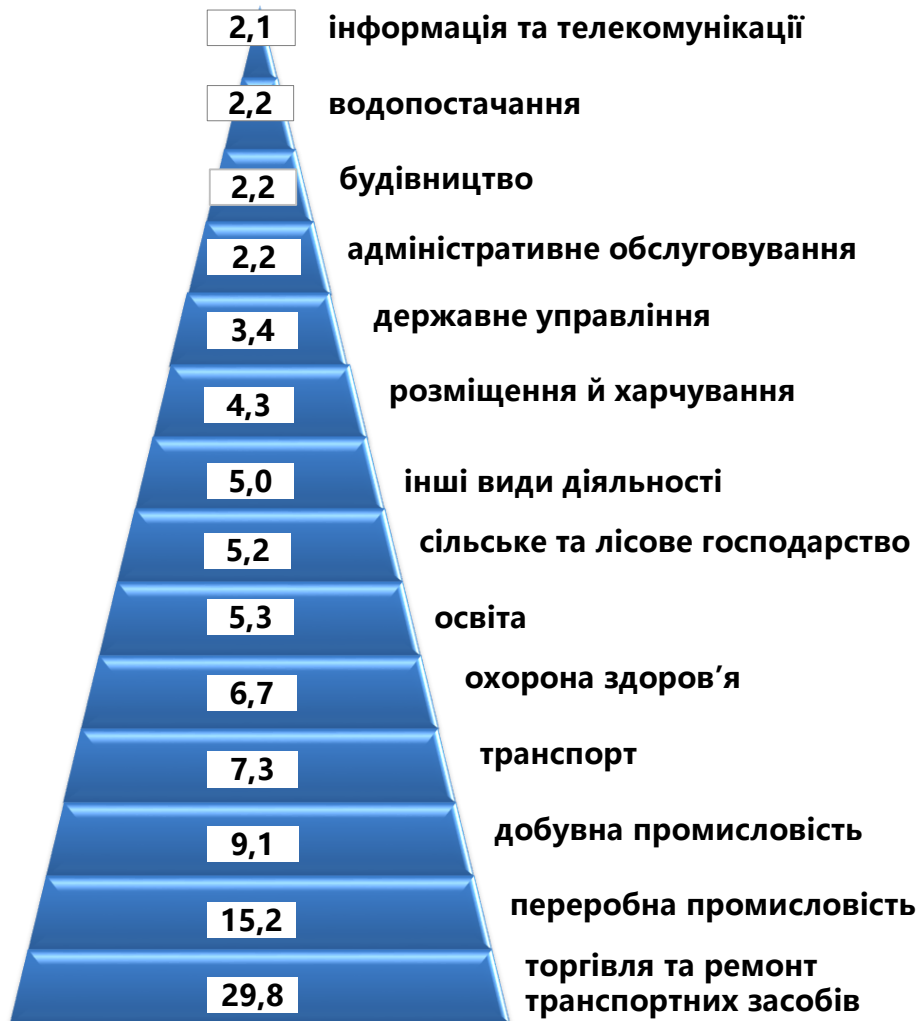 2,1 інформація та телекомунікації
2,2 водопостачання
2,2 будівництво
2,2 адміністративне обслуговування
3,4 державне управління
4,3 розміщення й харчування
5,0 інші види діяльності
5,2 сільське та лісове господарство
5,3 освіта
6,7 охорона здоров’я
7,3 транспорт
9,1 добувна промисловість
15,2 переробна промисловість
29,8 торгівля та ремонт
транспортних засобів